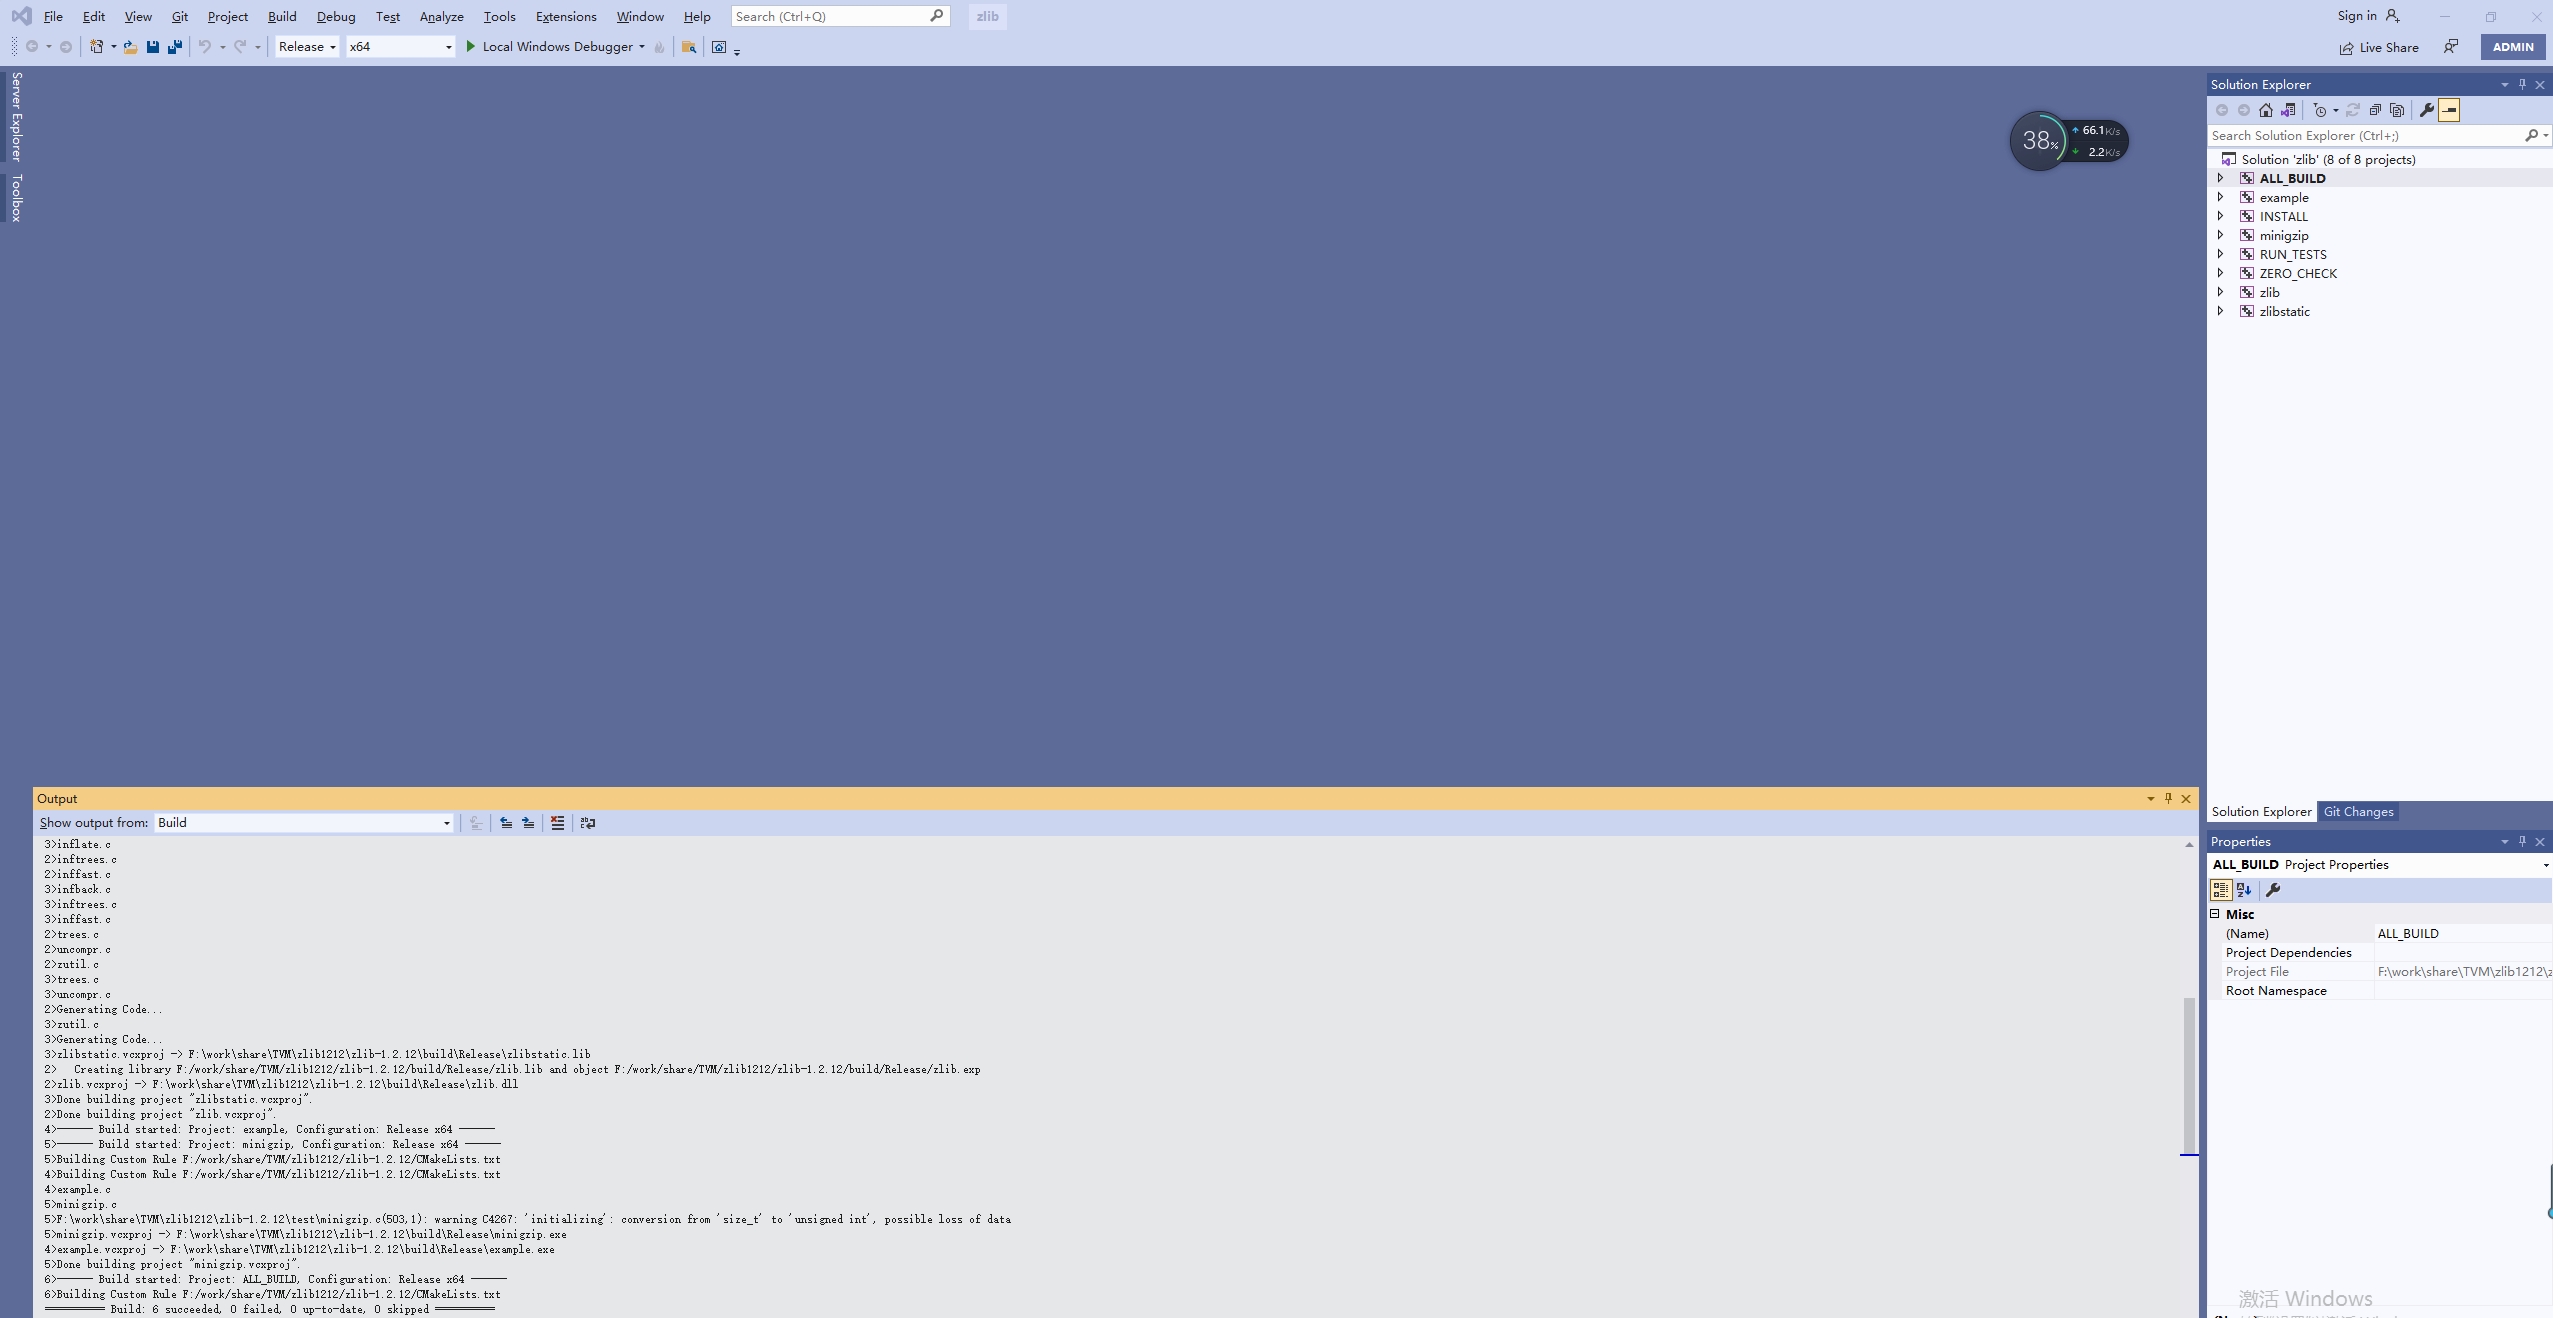 File Edit View Git Project Build Debug Test Analyze Tools Extensions Window Help Search (Ctrl+Q) zlib Sign in
Release x64 Local Windows Debugger Live Share ADMIN
Server Explorer
Toolbox
38% 66.1K/s
2.2K/s
Solution Explorer
Search Solution Explorer (Ctrl+;)
Solution 'zlib' (8 of 8 projects)
ALL_BUILD
example
INSTALL
minigzip
RUN_TESTS
ZERO_CHECK
zlib
zlibstatic
Output
Show output from: Build
3>inflate.c
2>inftrees.c
2>inffast.c
3>infback.c
3>inftrees.c
3>inffast.c
2>trees.c
2>uncompr.c
2>zutil.c
3>trees.c
3>uncompr.c
2>Generating Code...
3>zutil.c
3>Generating Code...
3>zlibstatic.vcxproj -> F:\work\share\TVM\zlib1212\zlib-1.2.12\build\Release\zlibstatic.lib
2>   Creating library F:/work/share/TVM/zlib1212/zlib-1.2.12/build/Release/zlib.lib and object F:/work/share/TVM/zlib1212/zlib-1.2.12/build/Release/zlib.exp
2>zlib.vcxproj -> F:\work\share\TVM\zlib1212\zlib-1.2.12\build\Release\zlib.dll
3>Done building project "zlibstatic.vcxproj".
2>Done building project "zlib.vcxproj".
4>------ Build started: Project: example, Configuration: Release x64 ------
5>------ Build started: Project: minigzip, Configuration: Release x64 ------
5>Building Custom Rule F:/work/share/TVM/zlib1212/zlib-1.2.12/CMakeLists.txt
4>Building Custom Rule F:/work/share/TVM/zlib1212/zlib-1.2.12/CMakeLists.txt
4>example.c
5>minigzip.c
5>F:\work\share\TVM\zlib1212\zlib-1.2.12\test\minigzip.c(503,1): warning C4267: 'initializing': conversion from 'size_t' to 'unsigned int', possible loss of data
5>minigzip.vcxproj -> F:\work\share\TVM\zlib1212\zlib-1.2.12\build\Release\minigzip.exe
4>example.vcxproj -> F:\work\share\TVM\zlib1212\zlib-1.2.12\build\Release\example.exe
5>Done building project "minigzip.vcxproj".
6>------ Build started: Project: ALL_BUILD, Configuration: Release x64 ------
6>Building Custom Rule F:/work/share/TVM/zlib1212/zlib-1.2.12/CMakeLists.txt
========== Build: 6 succeeded, 0 failed, 0 up-to-date, 0 skipped ==========
Solution Explorer Git Changes
Properties
ALL_BUILD Project Properties
Misc
(Name) ALL_BUILD
Project Dependencies
Project File F:\work\share\TVM\zlib1212\z
Root Namespace
激活 Windows